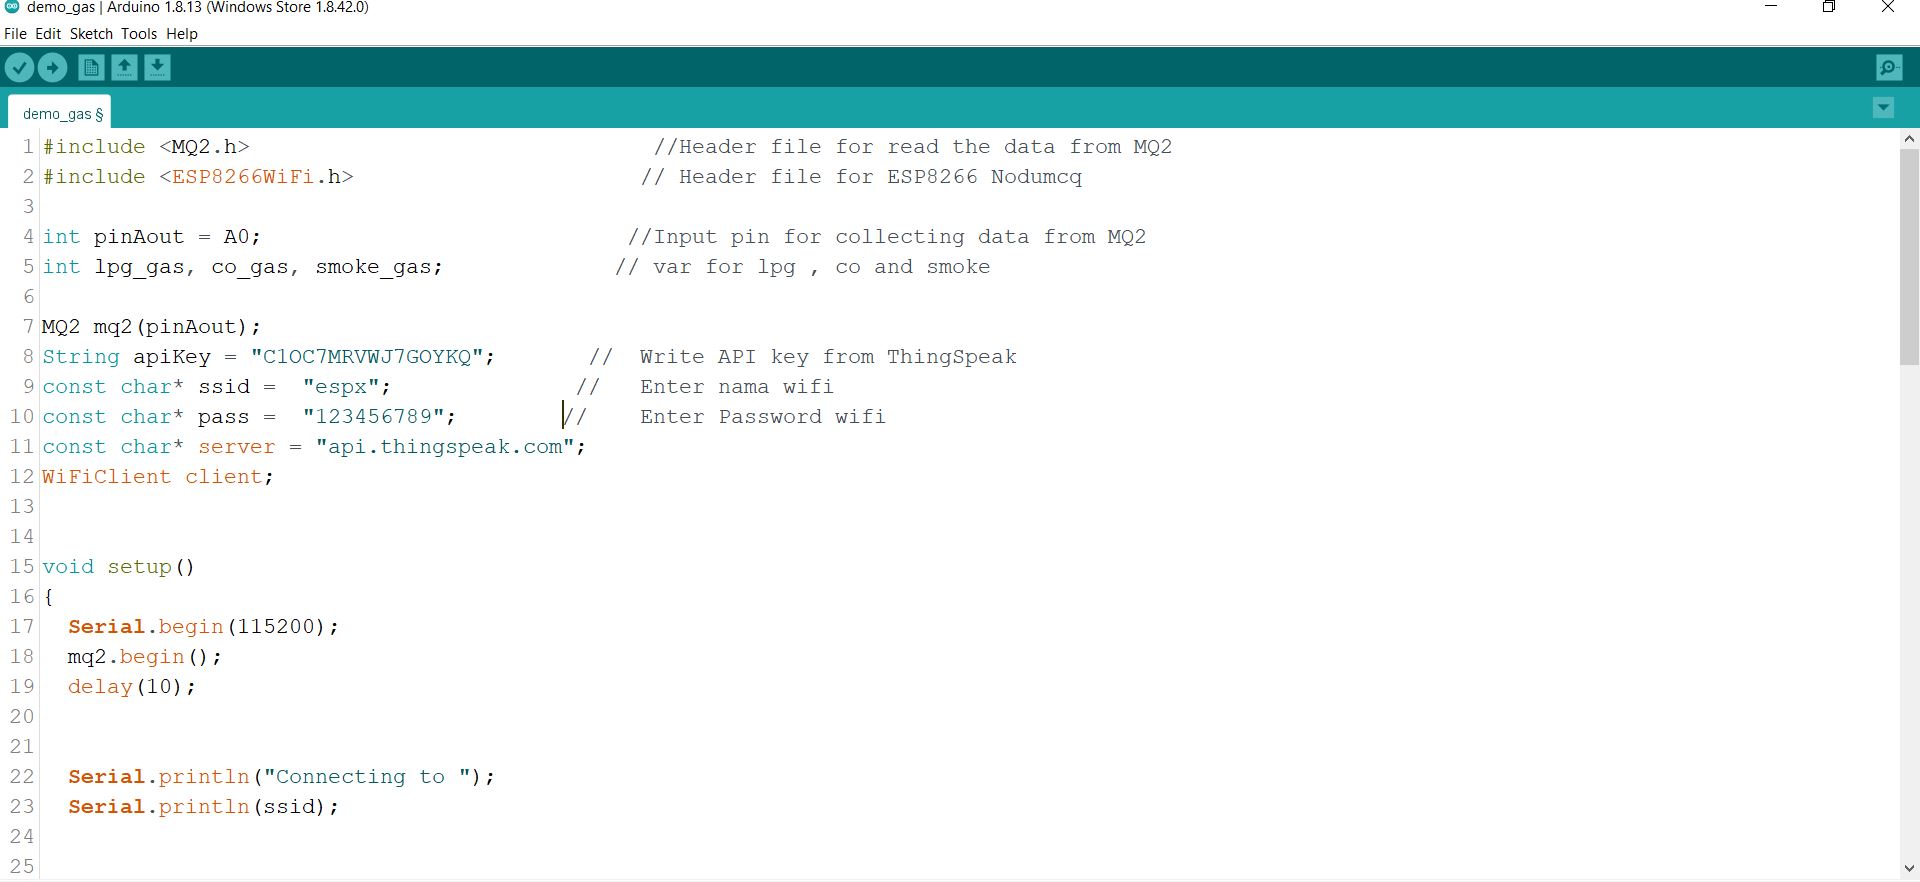 demo_gas | Arduino 1.8.13 (Windows Store 1.8.42.0)
File Edit Sketch Tools Help
demo_gas §
1 #include <MQ2.h> //Header file for read the data from MQ2
2 #include <ESP8266WiFi.h> // Header file for ESP8266 Nodumcq
3
4 int pinAout = A0; //Input pin for collecting data from MQ2
5 int lpg_gas, co_gas, smoke_gas; // var for lpg , co and smoke
6
7 MQ2 mq2(pinAout);
8 String apiKey = "C1OC7MRVWJ7GOYKQ"; // Write API key from ThingSpeak
9 const char* ssid = "espx"; // Enter nama wifi
10 const char* pass = "123456789"; // Enter Password wifi
11 const char* server = "api.thingspeak.com";
12 WiFiClient client;
13
14
15 void setup()
16 {
17 Serial.begin(115200);
18 mq2.begin();
19 delay(10);
20
21
22 Serial.println("Connecting to ");
23 Serial.println(ssid);
24
25